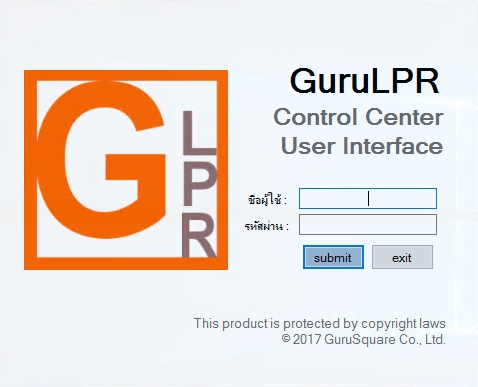 G
LPR
GuruLPR
Control Center
User Interface
ชื่อผู้ใช้ :
รหัสผ่าน :
submit exit
This product is protected by copyright laws
© 2017 GuruSquare Co., Ltd.